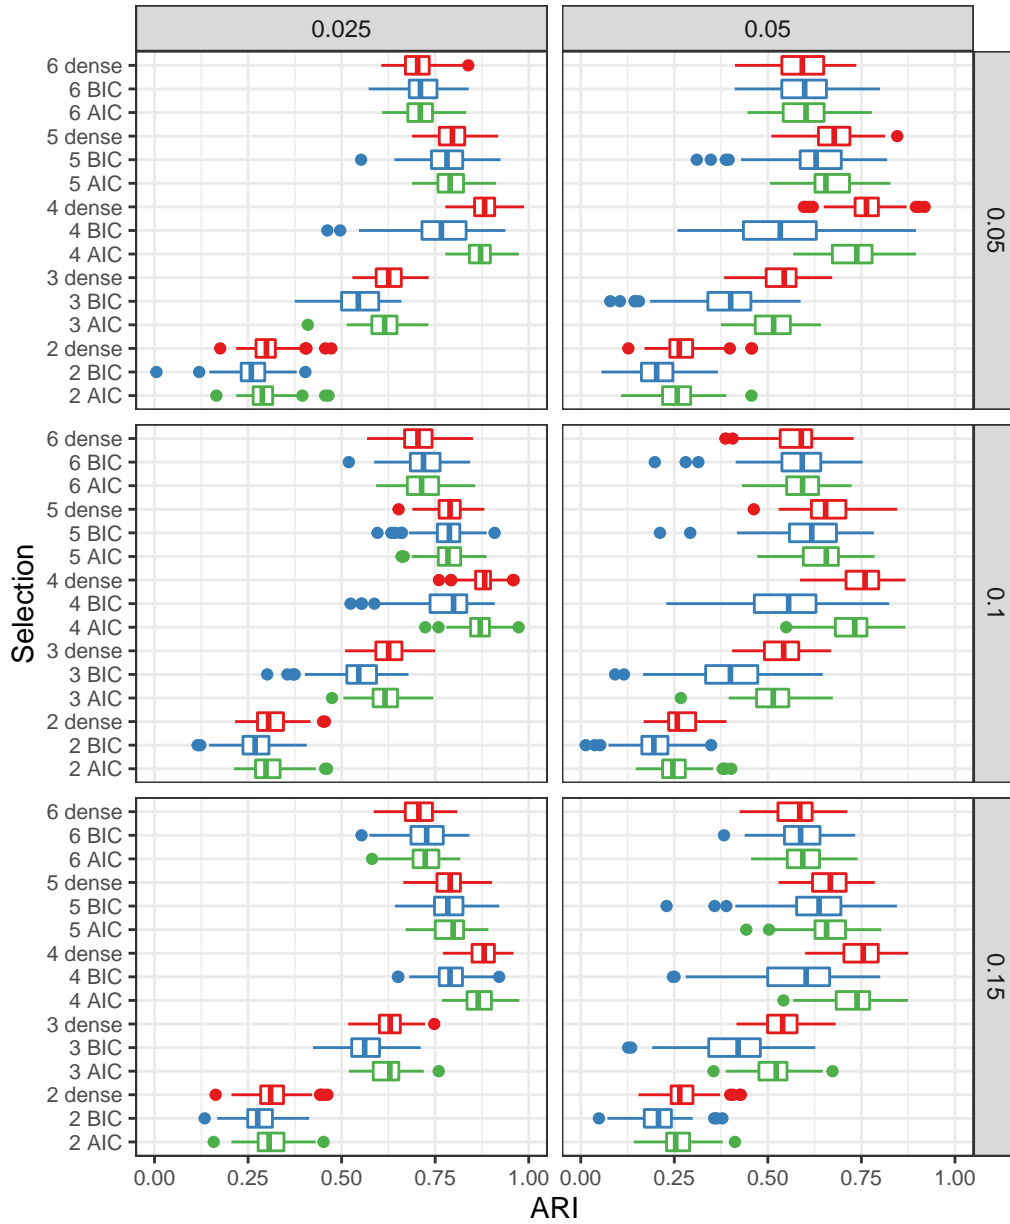 0.025 0.05
6 dense
6 BIC
6 AIC
5 dense
5 BIC
5 AIC
4 dense
4 BIC
4 AIC
3 dense
3 BIC
3 AIC
2 dense
2 BIC
2 AIC
0.05
6 dense
6 BIC
6 AIC
5 dense
5 BIC
5 AIC
4 dense
4 BIC
4 AIC
3 dense
3 BIC
3 AIC
2 dense
2 BIC
2 AIC
0.1
Selection
6 dense
6 BIC
6 AIC
5 dense
5 BIC
5 AIC
4 dense
4 BIC
4 AIC
3 dense
3 BIC
3 AIC
2 dense
2 BIC
2 AIC
0.15
0.00 0.25 0.50 0.75 1.00 0.00 0.25 0.50 0.75 1.00
ARI